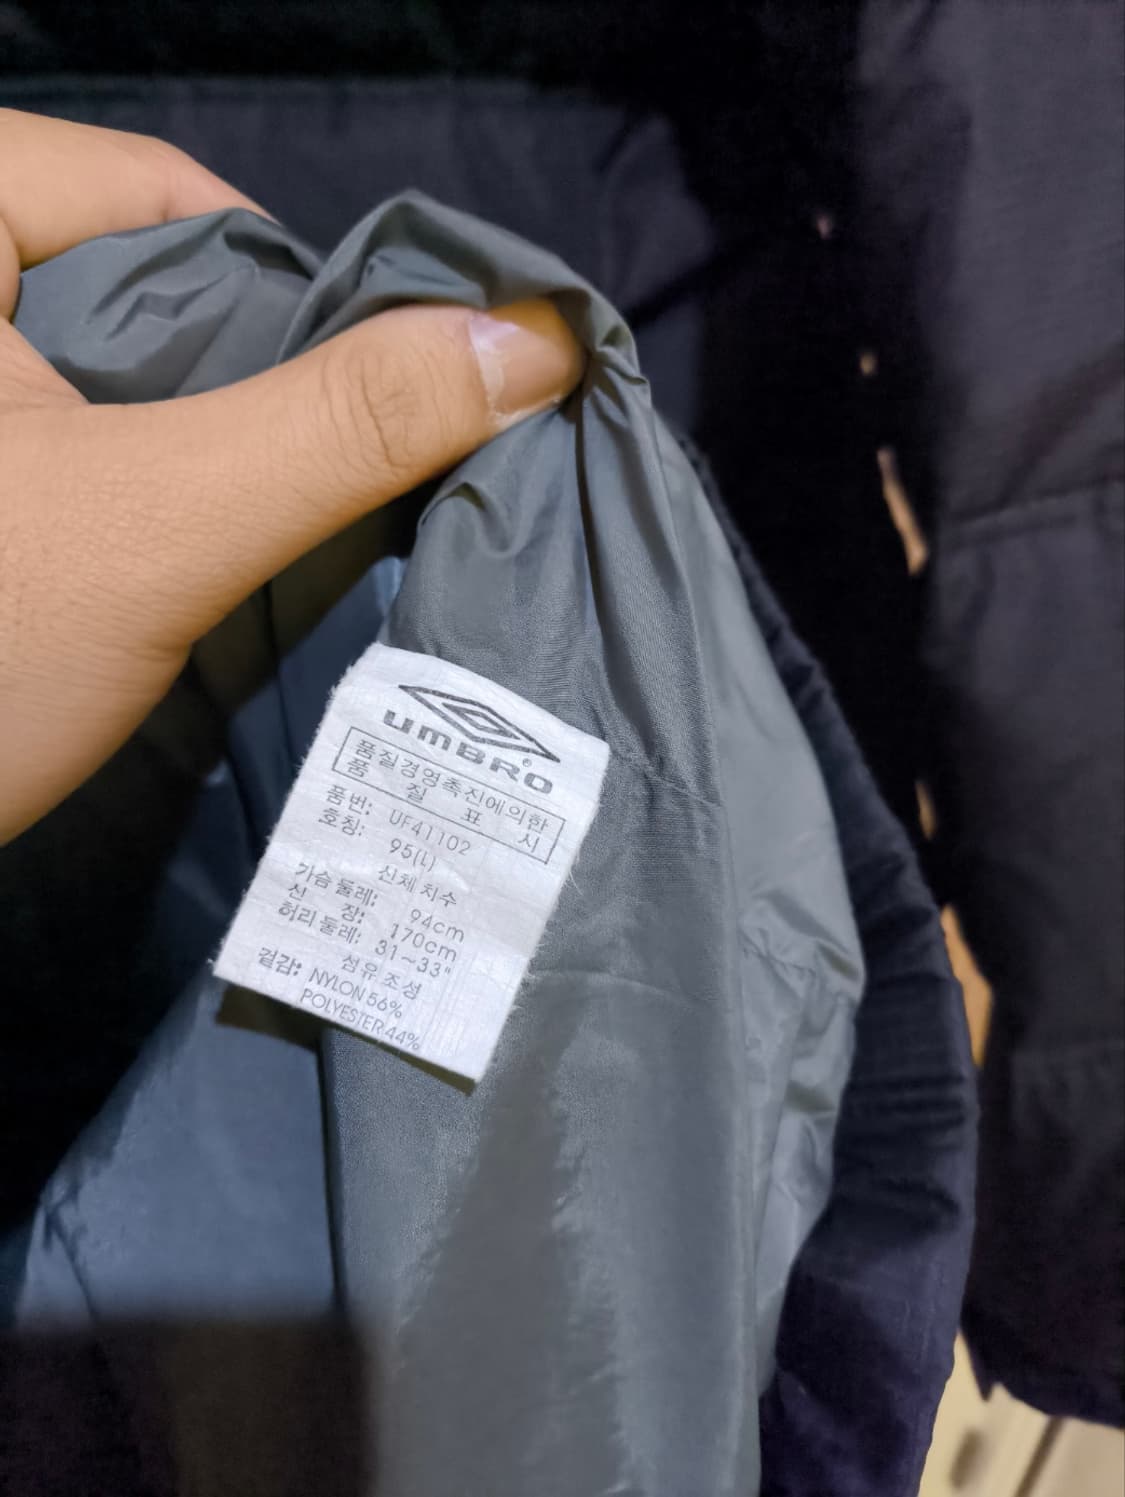 umBRO
품질경영촉진에의한
품 질 표 시
품번: UF41102
호칭: 95(L)
신체 치수
가슴 둘레: 94cm
신 장: 170cm
허리 둘레: 31~33"
섬유 조성
겉감: NYLON 56%
POLYESTER 44%